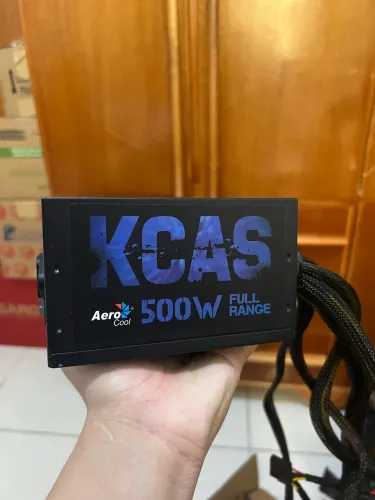 KCAS
Aero
Cool
500W
FULL
RANGE